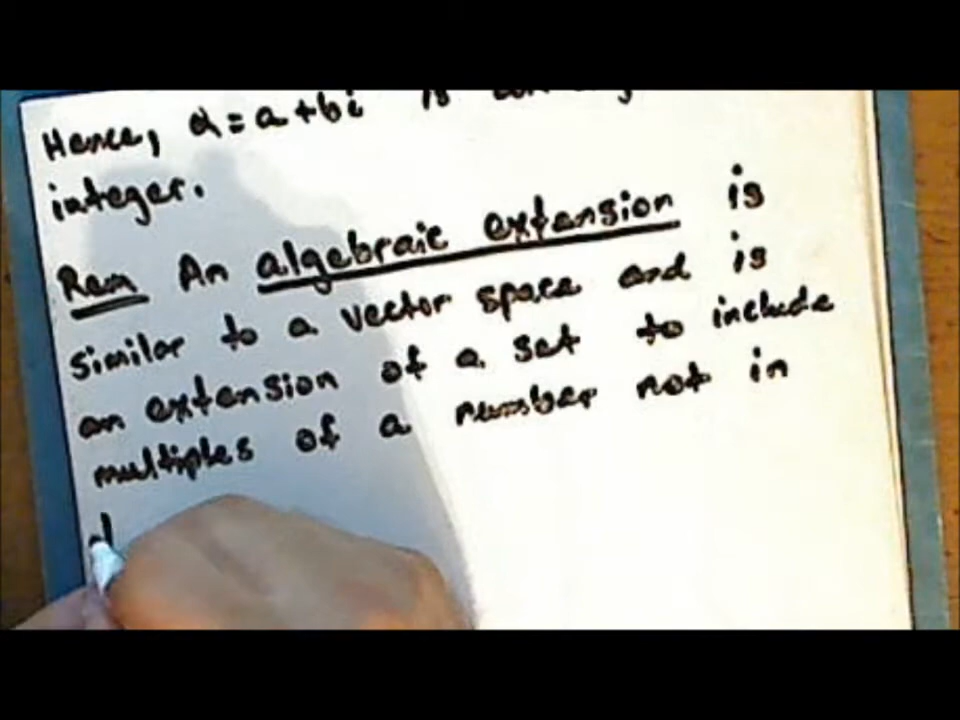 Hence, α = a + bi is
integer.
Rem An algebraic extension is
similar to a vector space and is
an extension of a set to include
multiples of a number not in